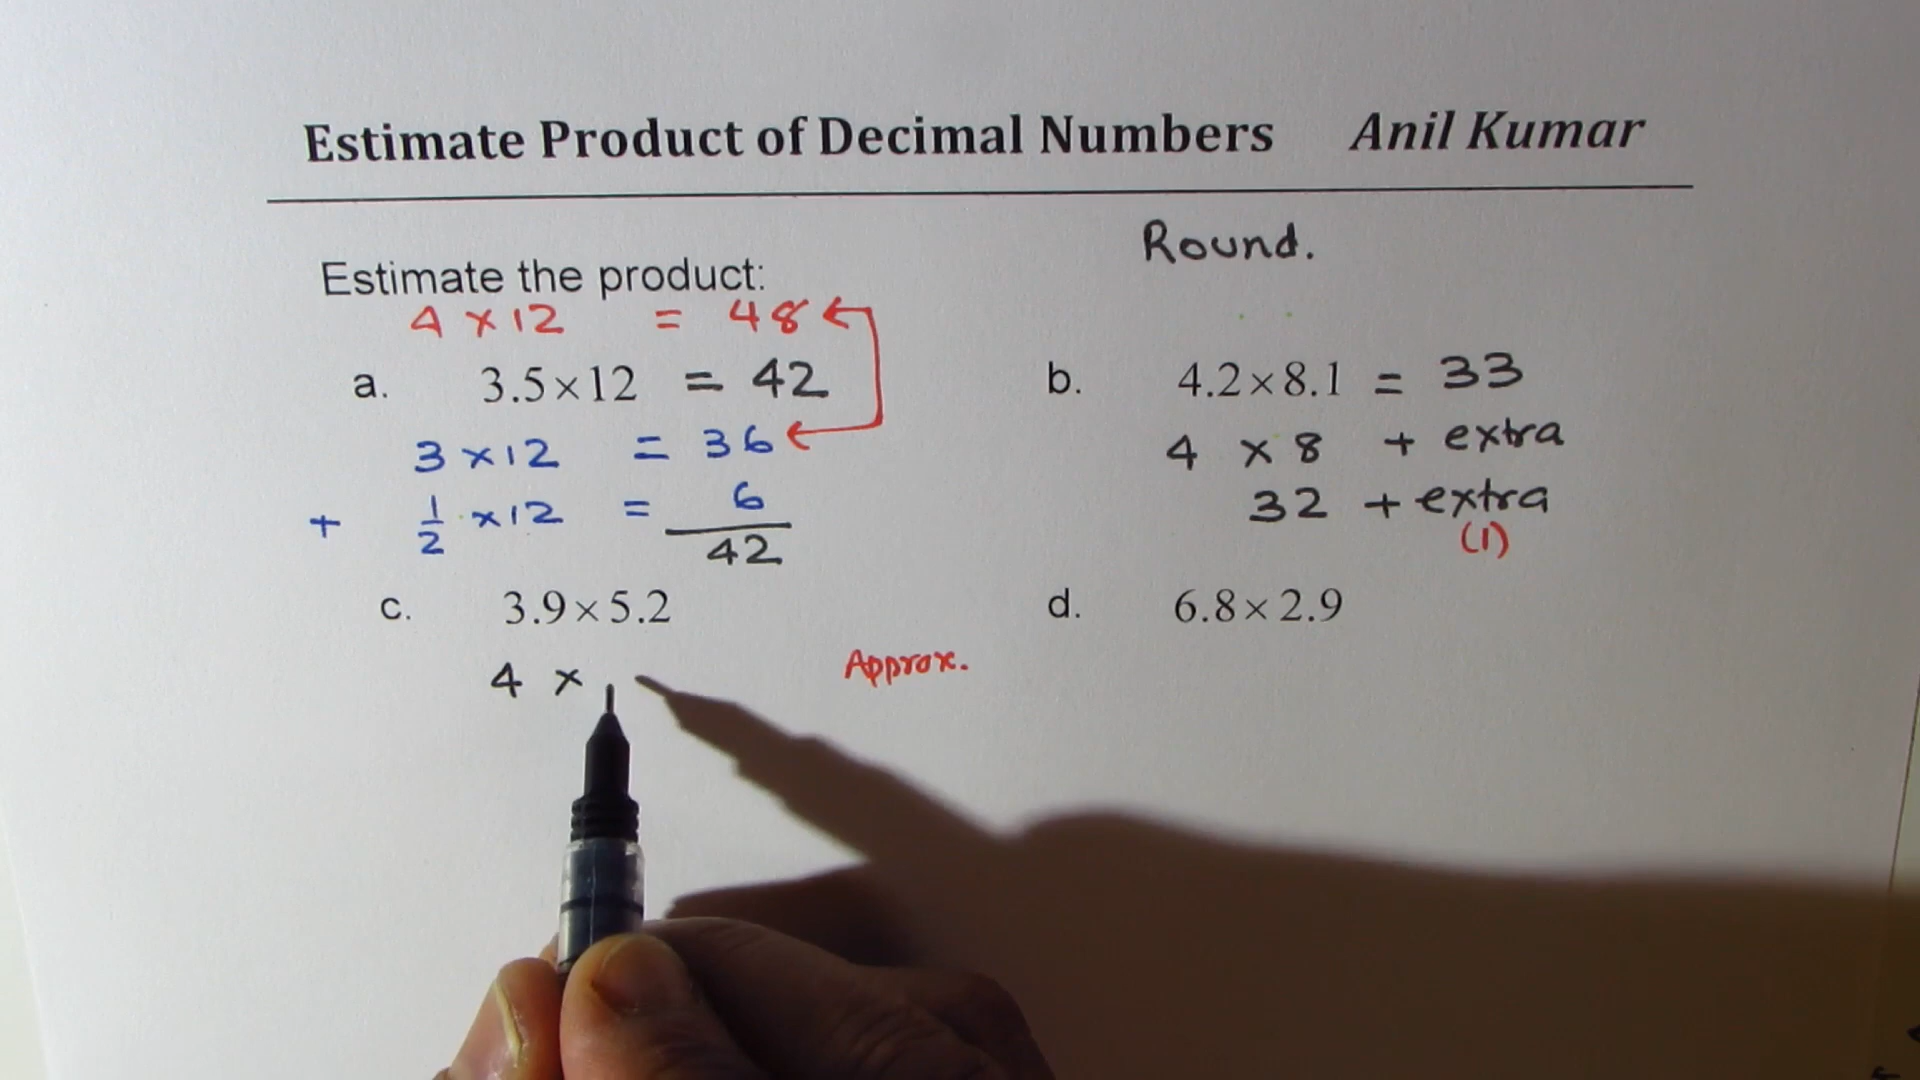 Estimate Product of Decimal Numbers Anil Kumar
Round.
Estimate the product:
4 × 12 = 48
a. 3.5 × 12 = 42
3 × 12 = 36
+ 1/2 × 12 = 6
42
b. 4.2 × 8.1 = 33
4 × 8 + extra
32 + extra
(1)
c. 3.9 × 5.2
4 ×
Approx.
d. 6.8 × 2.9